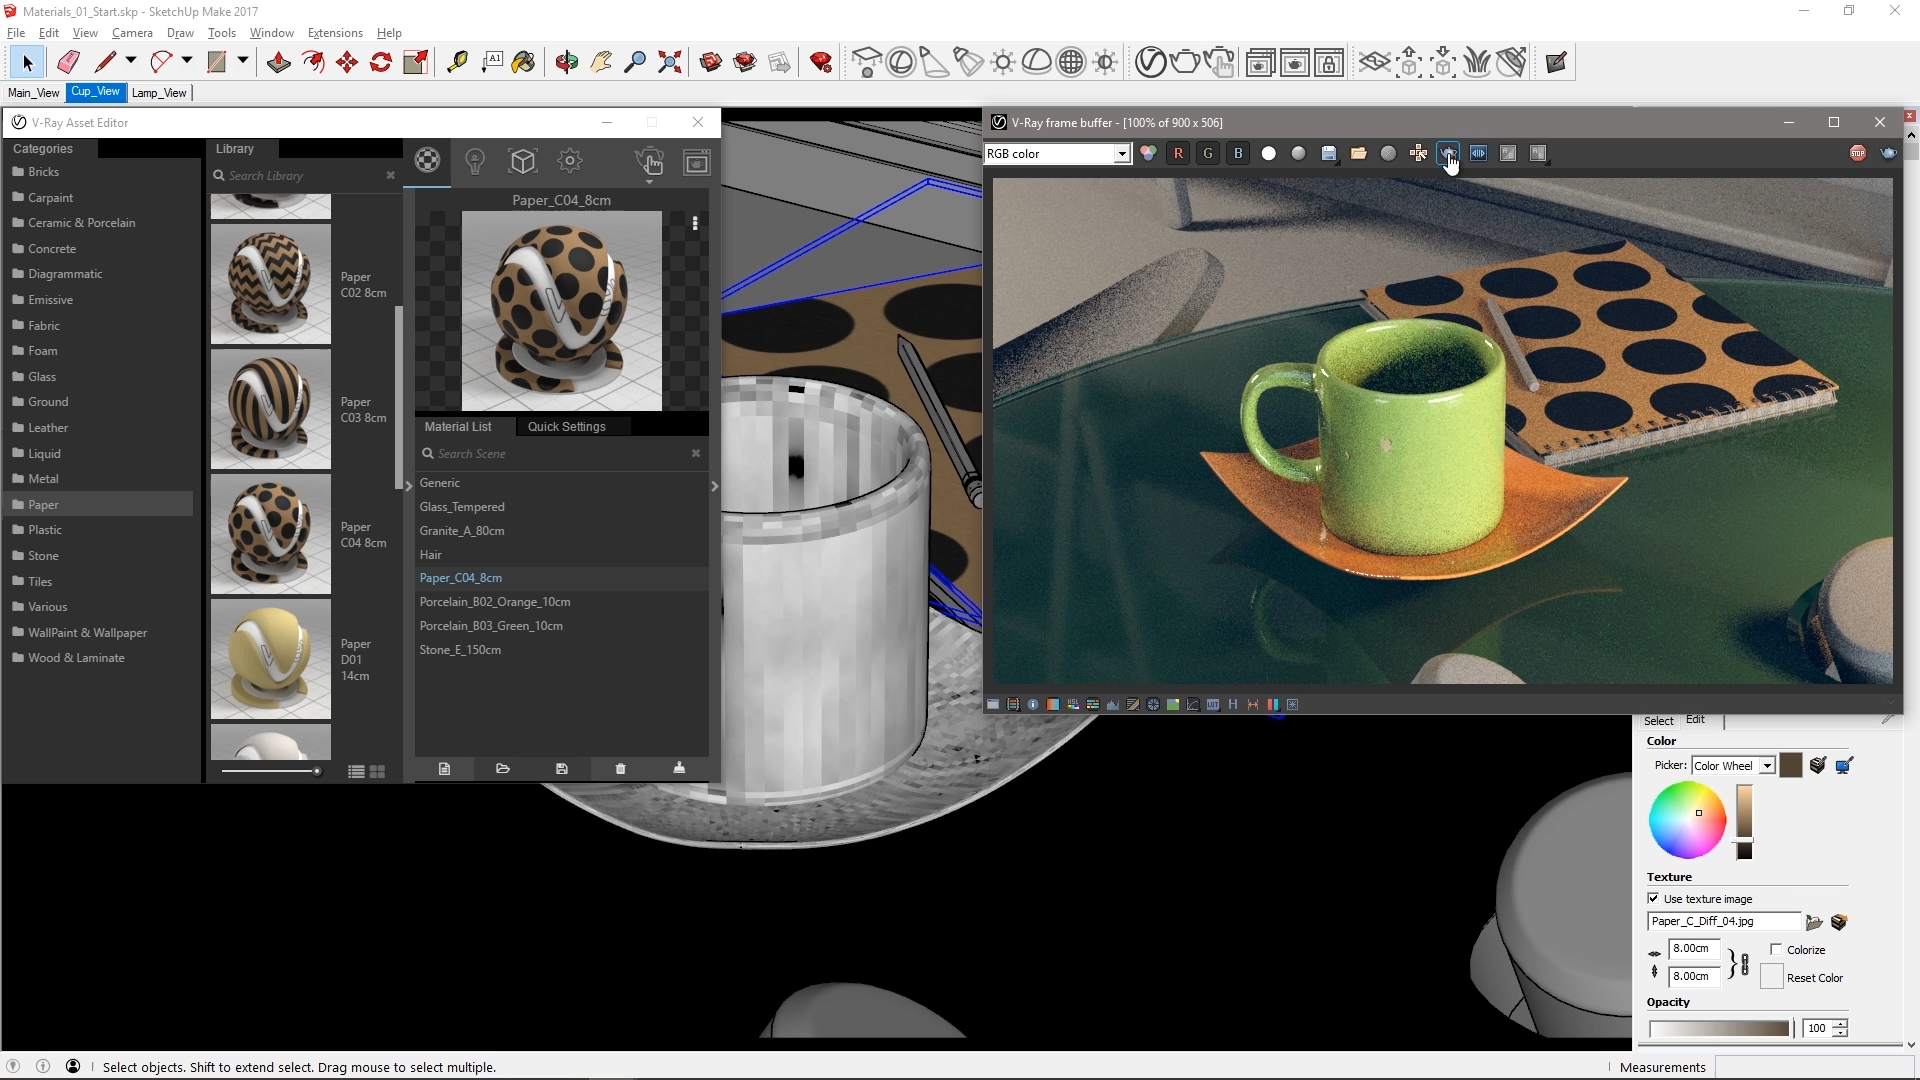 Materials_01_Start.skp - SketchUp Make 2017
File Edit View Camera Draw Tools Window Extensions Help
A1
Main_View Cup_View Lamp_View
V-Ray Asset Editor
Categories
Bricks
Carpaint
Ceramic & Porcelain
Concrete
Diagrammatic
Emissive
Fabric
Foam
Glass
Ground
Leather
Liquid
Metal
Paper
Plastic
Stone
Tiles
Various
WallPaint & Wallpaper
Wood & Laminate
Library
Search Library
Paper
C02 8cm
Paper
C03 8cm
Paper
C04 8cm
Paper
D01
14cm
Paper_C04_8cm
Material List Quick Settings
Search Scene
Generic
Glass_Tempered
Granite_A_80cm
Hair
Paper_C04_8cm
Porcelain_B02_Orange_10cm
Porcelain_B03_Green_10cm
Stone_E_150cm
V-Ray frame buffer - [100% of 900 x 506]
RGB color
R G B
STOP
HSL
LUT
H
Select Edit
Color
Picker: Color Wheel
Texture
Use texture image
Paper_C_Diff_04.jpg
8.00cm
Colorize
8.00cm
Reset Color
Opacity
100
Select objects. Shift to extend select. Drag mouse to select multiple.
Measurements